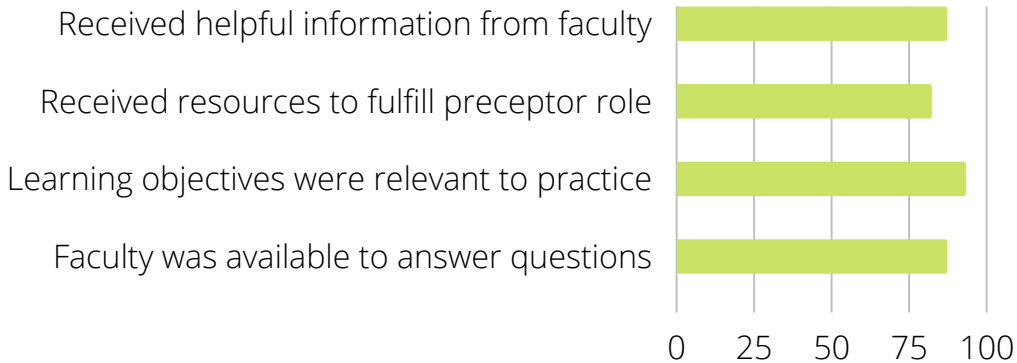 Received helpful information from faculty
Received resources to fulfill preceptor role
Learning objectives were relevant to practice
Faculty was available to answer questions
0 25 50 75 100